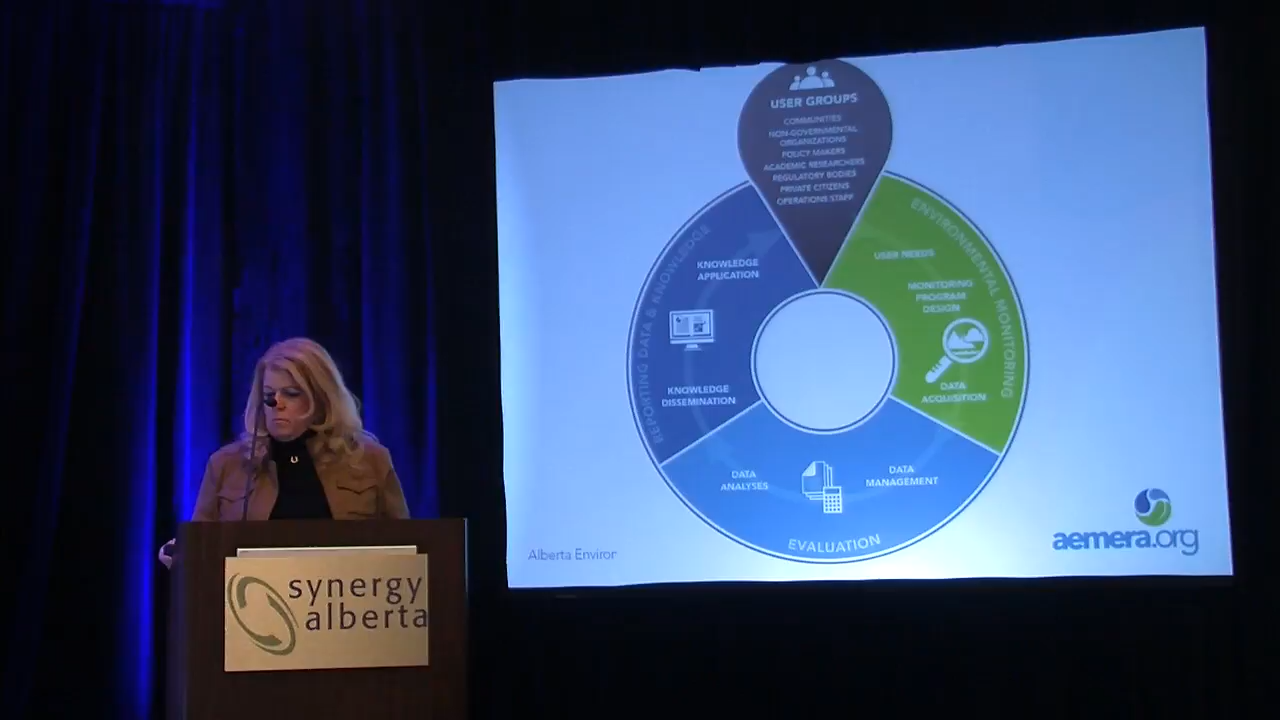 USER GROUPS
COMMUNITIES
NON-GOVERNMENTAL
ORGANIZATIONS
POLICY MAKERS
ACADEMIC RESEARCHERS
REGULATORY BODIES
PRIVATE CITIZENS
OPERATIONS STAFF
ENVIRONMENTAL MONITORING
USER NEEDS
MONITORING
PROGRAM
DESIGN
DATA
ACQUISITION
DATA
MANAGEMENT
DATA
ANALYSES
EVALUATION
REPORTING DATA & KNOWLEDGE
KNOWLEDGE
APPLICATION
KNOWLEDGE
DISSEMINATION
Alberta Environ
aemera.org
synergy
alberta